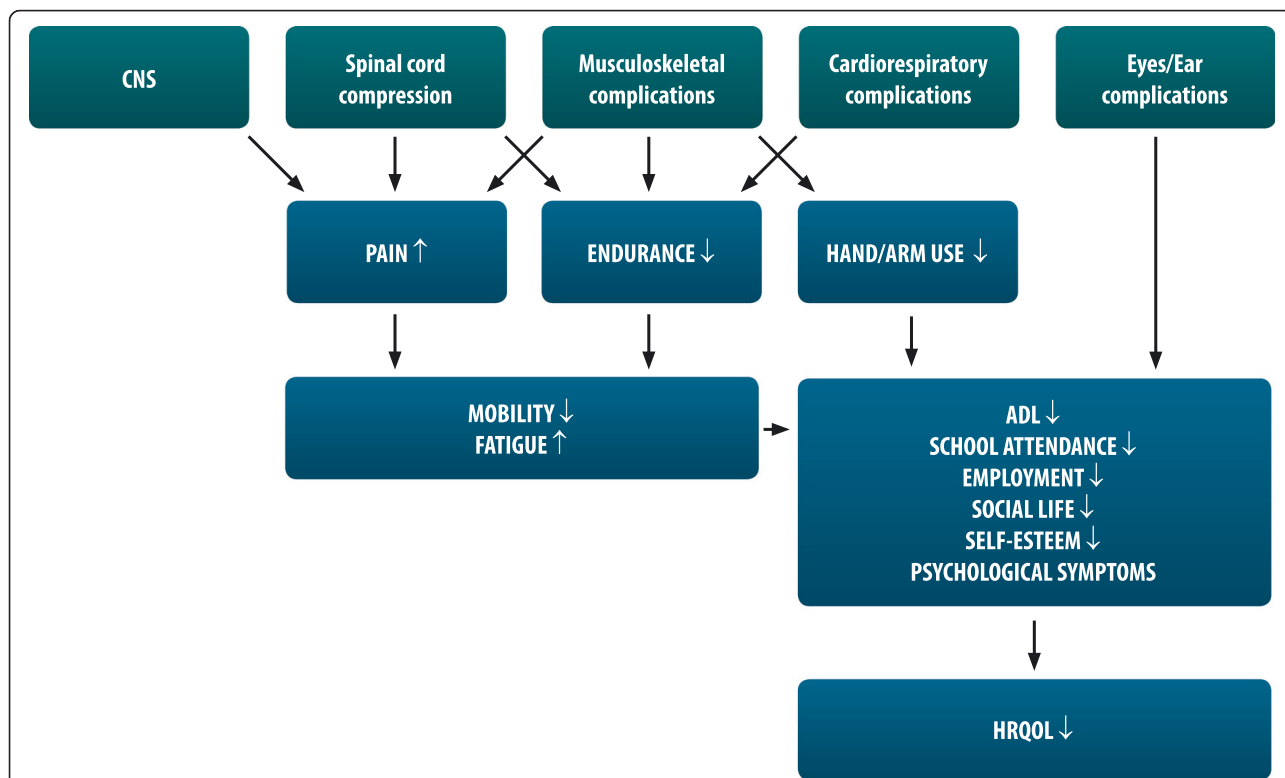 CNS
Spinal cord
compression
Musculoskeletal
complications
Cardiorespiratory
complications
Eyes/Ear
complications
PAIN ↑
ENDURANCE ↓
HAND/ARM USE ↓
MOBILITY ↓
FATIGUE ↑
ADL ↓
SCHOOL ATTENDANCE ↓
EMPLOYMENT ↓
SOCIAL LIFE ↓
SELF-ESTEEM ↓
PSYCHOLOGICAL SYMPTOMS
HRQOL ↓